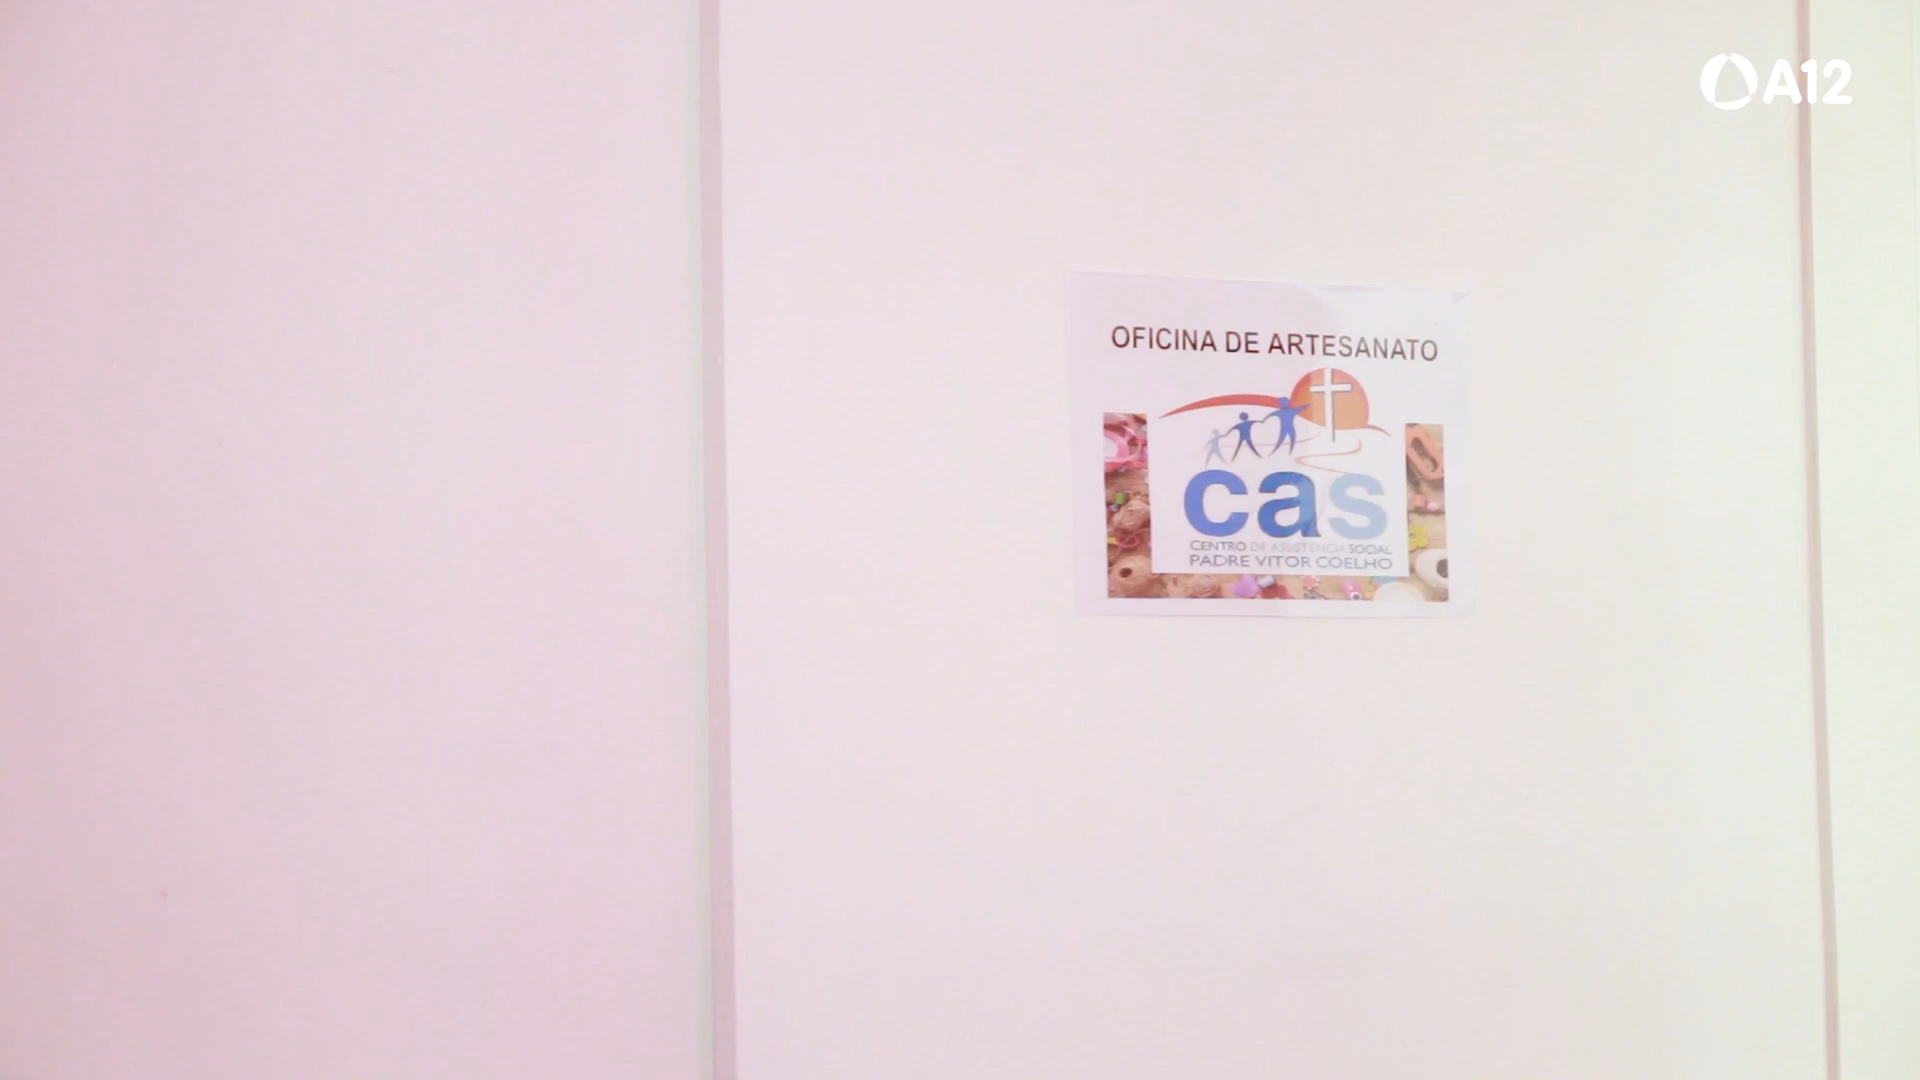 A12
OFICINA DE ARTESANATO
cas
CENTRO DE ASSISTENCIA SOCIAL
PADRE VITOR COELHO